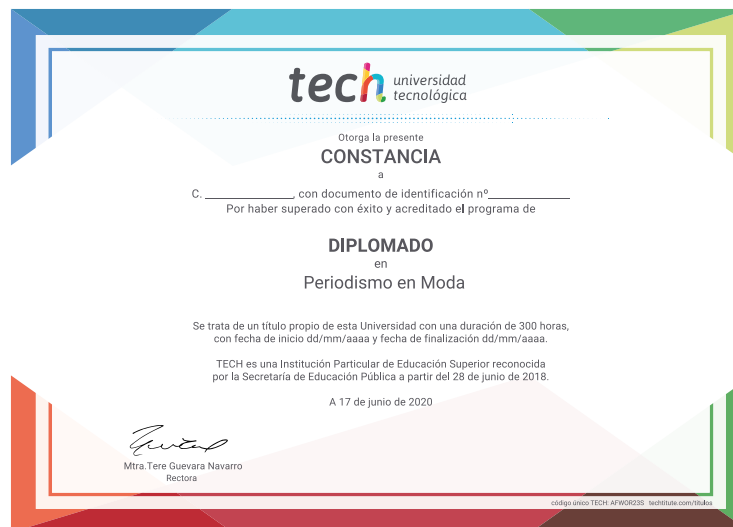 tech universidad
tecnológica
Otorga la presente
CONSTANCIA
a
C. ______________, con documento de identificación nº______________
Por haber superado con éxito y acreditado el programa de
DIPLOMADO
en
Periodismo en Moda
Se trata de un título propio de esta Universidad con una duración de 300 horas,
con fecha de inicio dd/mm/aaaa y fecha de finalización dd/mm/aaaa.
TECH es una Institución Particular de Educación Superior reconocida
por la Secretaría de Educación Pública a partir del 28 de junio de 2018.
A 17 de junio de 2020
Mtra.Tere Guevara Navarro
Rectora
código único TECH: AFWOR23S techtitute.com/titulos